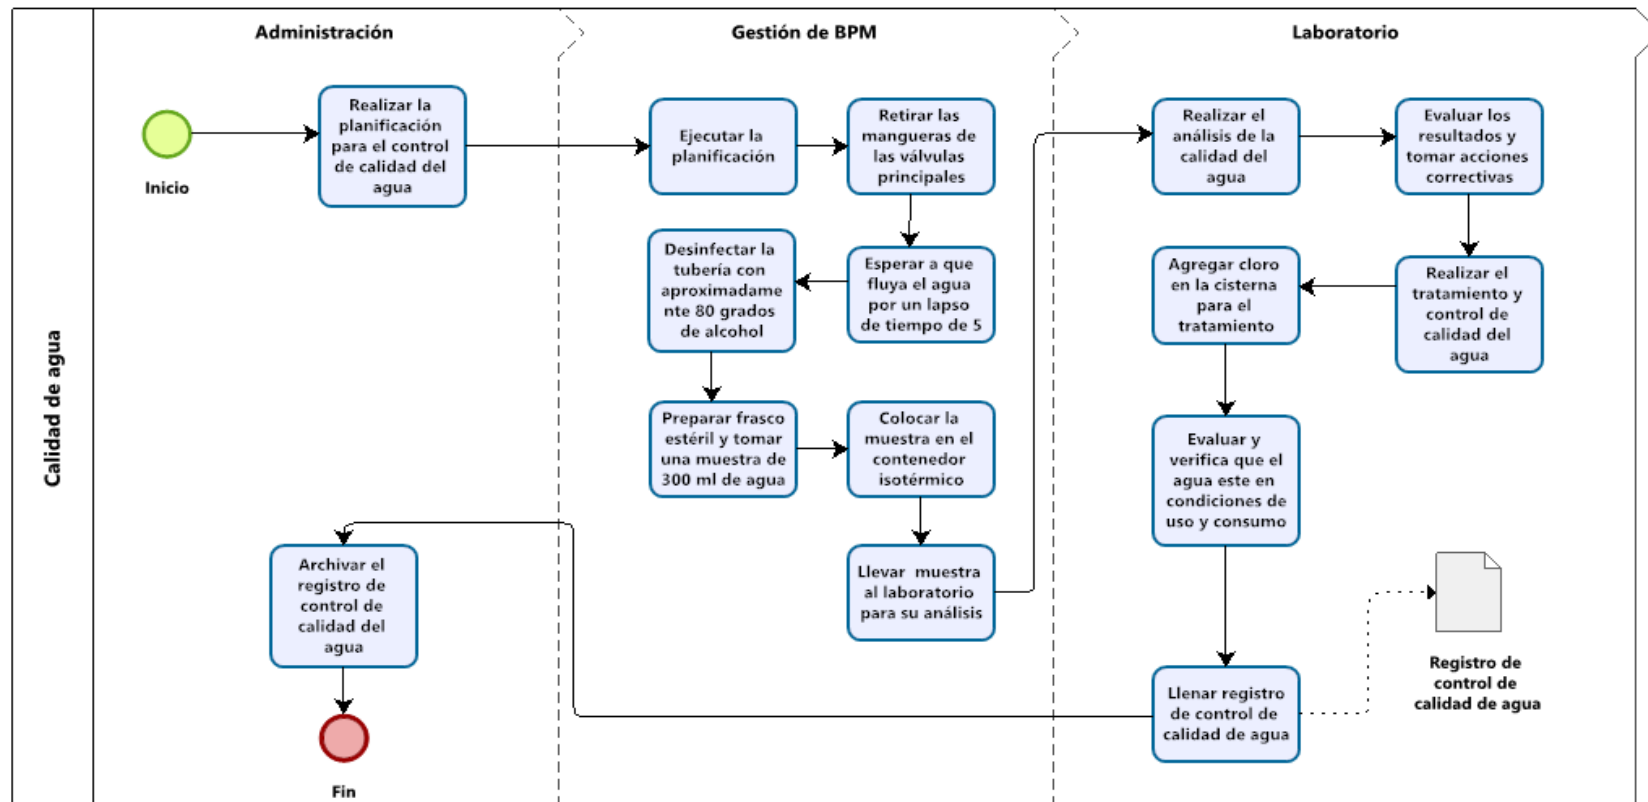 Administración
Gestión de BPM
Laboratorio
Calidad de agua
Inicio
Realizar la
planificación
para el control
de calidad del
agua
Ejecutar la
planificación
Retirar las
mangueras de
las válvulas
principales
Esperar a que
fluya el agua
por un lapso
de tiempo de 5
Desinfectar la
tubería con
aproximadame
nte 80 grados
de alcohol
Preparar frasco
estéril y tomar
una muestra de
300 ml de agua
Colocar la
muestra en el
contenedor
isotérmico
Llevar muestra
al laboratorio
para su análisis
Realizar el
análisis de la
calidad del
agua
Evaluar los
resultados y
tomar acciones
correctivas
Realizar el
tratamiento y
control de
calidad del
agua
Agregar cloro
en la cisterna
para el
tratamiento
Evaluar y
verifica que el
agua este en
condiciones de
uso y consumo
Llenar registro
de control de
calidad de agua
Registro de
control de
calidad de agua
Archivar el
registro de
control de
calidad del
agua
Fin